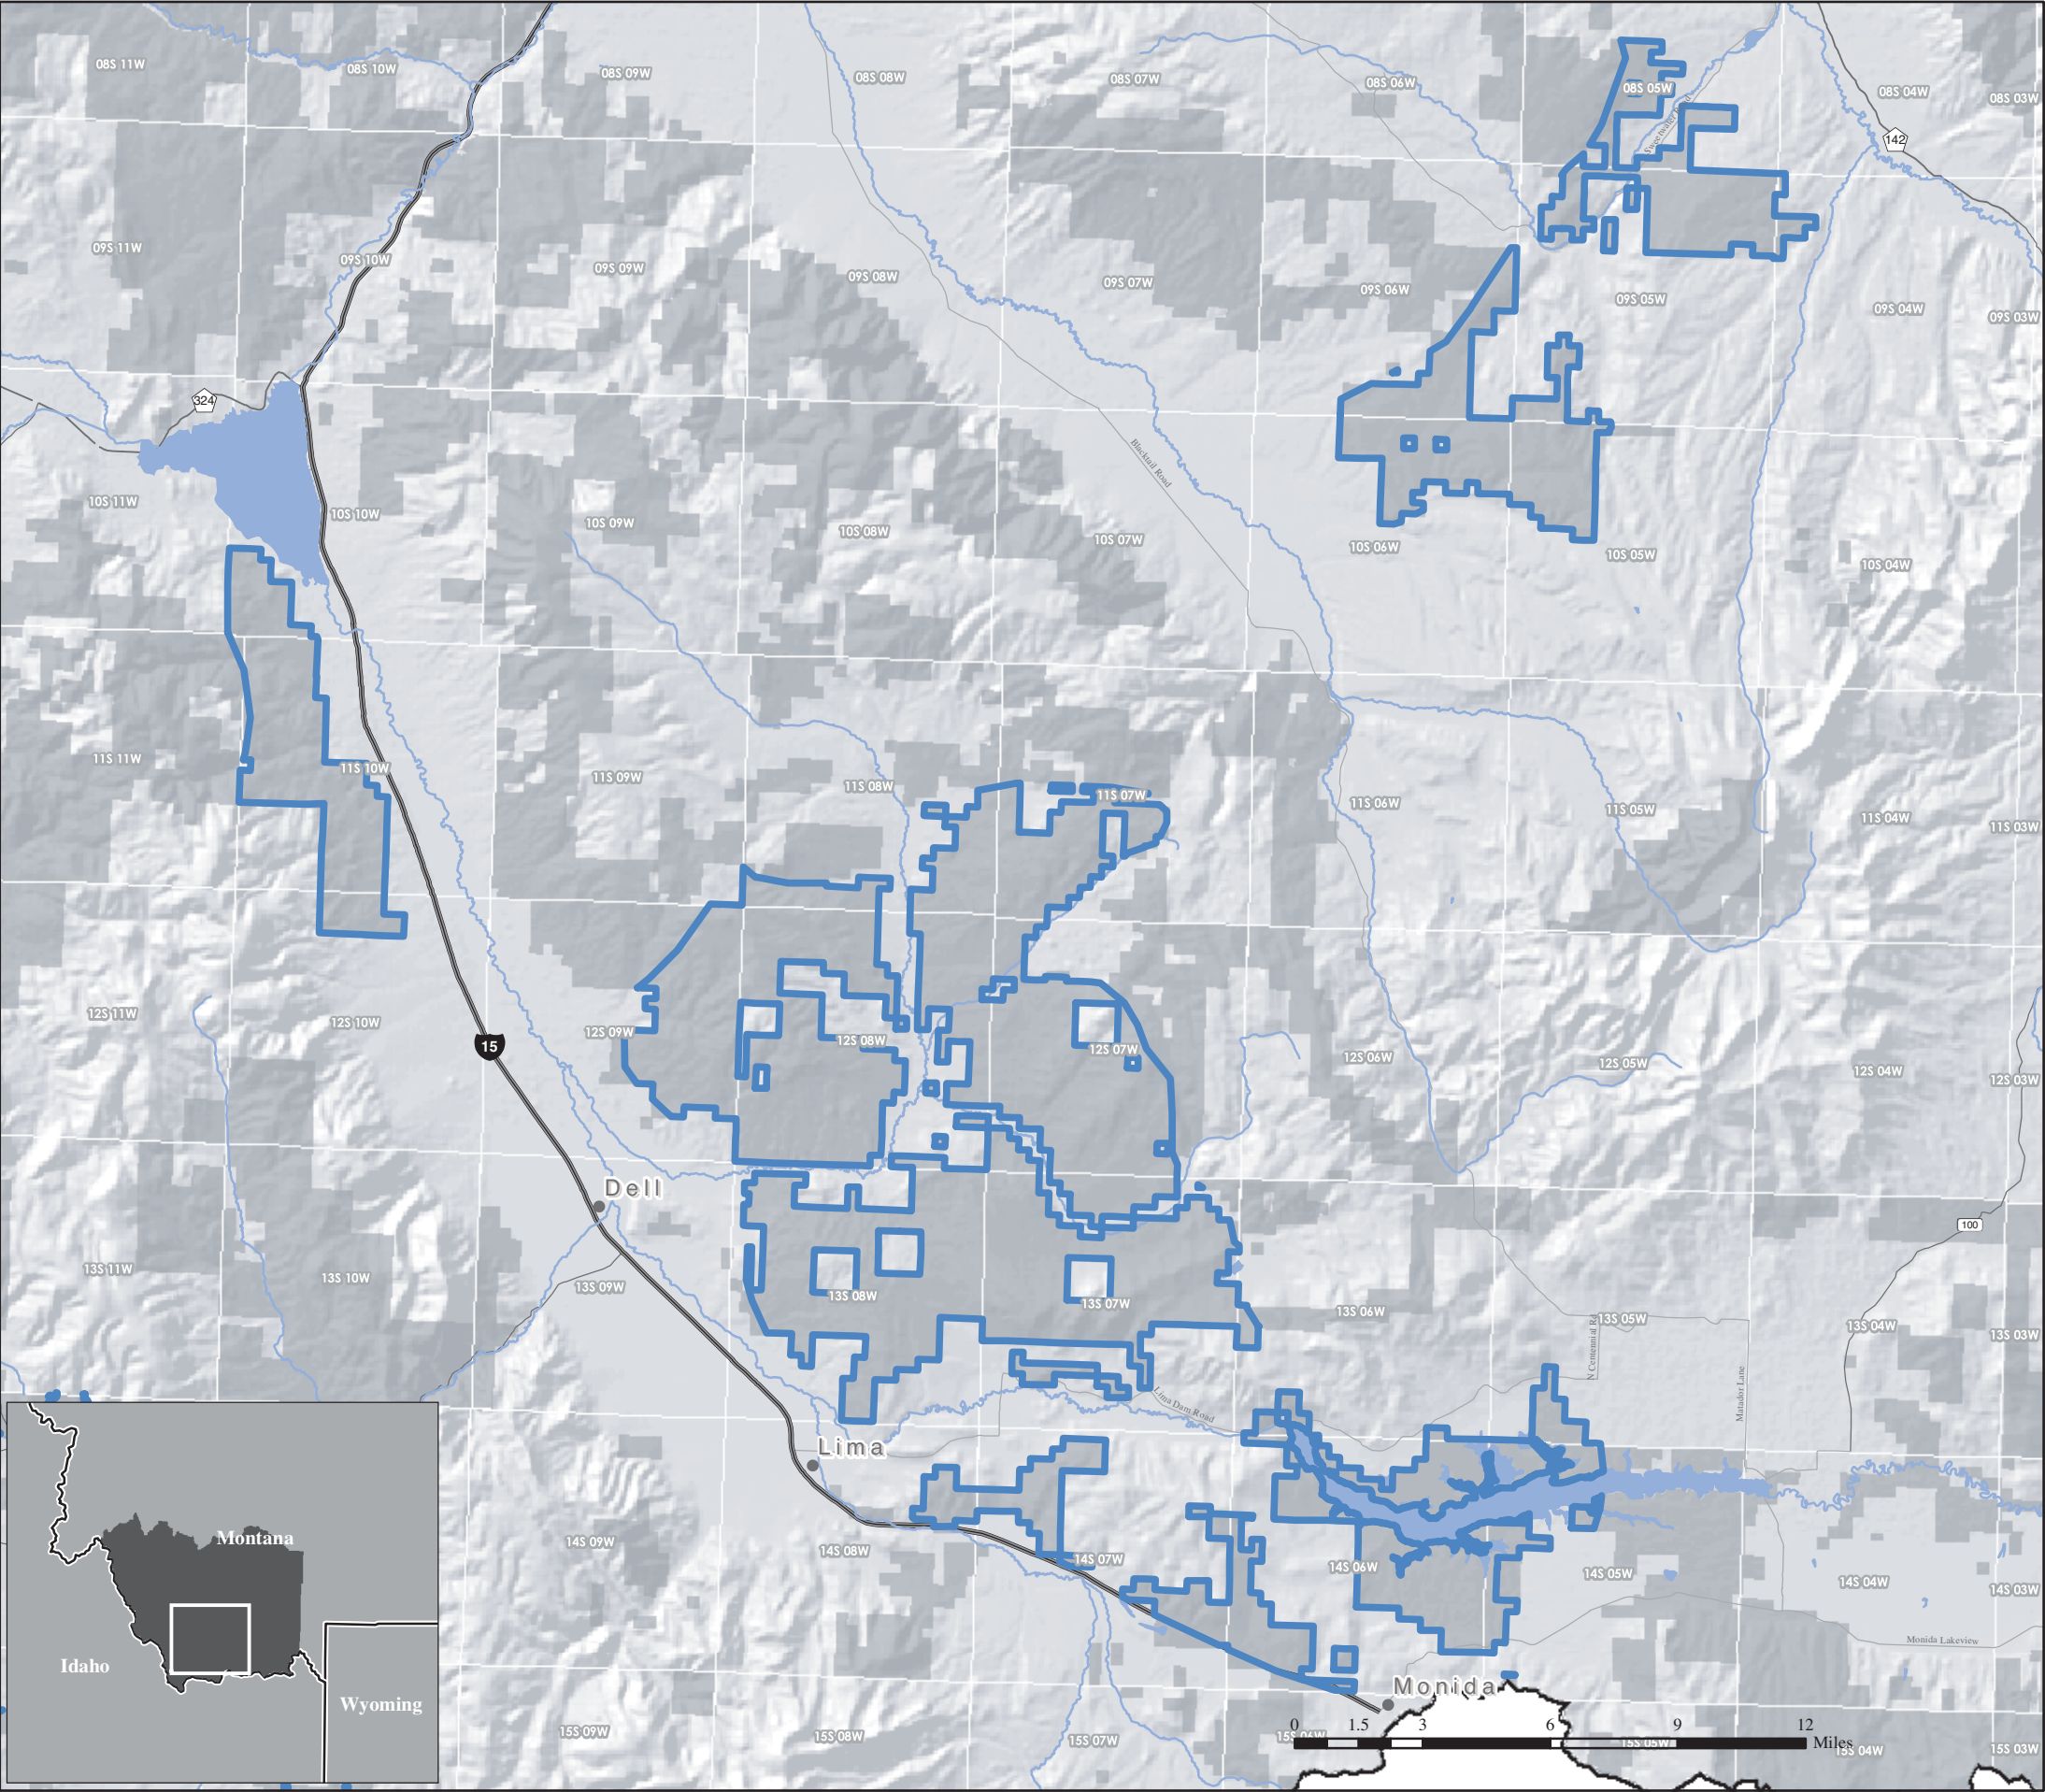 08S 11W
08S 10W
08S 09W
08S 08W
08S 07W
08S 06W
08S 05W
08S 04W
08S 03W
142
09S 11W
09S 10W
09S 09W
09S 08W
09S 07W
09S 06W
09S 05W
09S 04W
09S 03W
324
Blacktail Road
10S 11W
10S 10W
10S 09W
10S 08W
10S 07W
10S 06W
10S 05W
10S 04W
11S 11W
11S 10W
11S 09W
11S 08W
11S 07W
11S 06W
11S 05W
11S 04W
11S 03W
12S 11W
12S 10W
15
12S 09W
12S 08W
12S 07W
12S 06W
12S 05W
12S 04W
12S 03W
Dell
100
13S 11W
13S 10W
13S 09W
13S 08W
13S 07W
13S 06W
13S 05W
13S 04W
13S 03W
N Centennial Rd
Matador Lane
Lima Dam Road
Lima
14S 09W
14S 08W
14S 07W
14S 06W
14S 05W
14S 04W
14S 03W
Monida Lakeview
Monida
15S 09W
15S 08W
15S 07W
15S 06W
15S 05W
15S 04W
15S 03W
0 1.5 3 6 9 12
Miles
Montana
Idaho
Wyoming